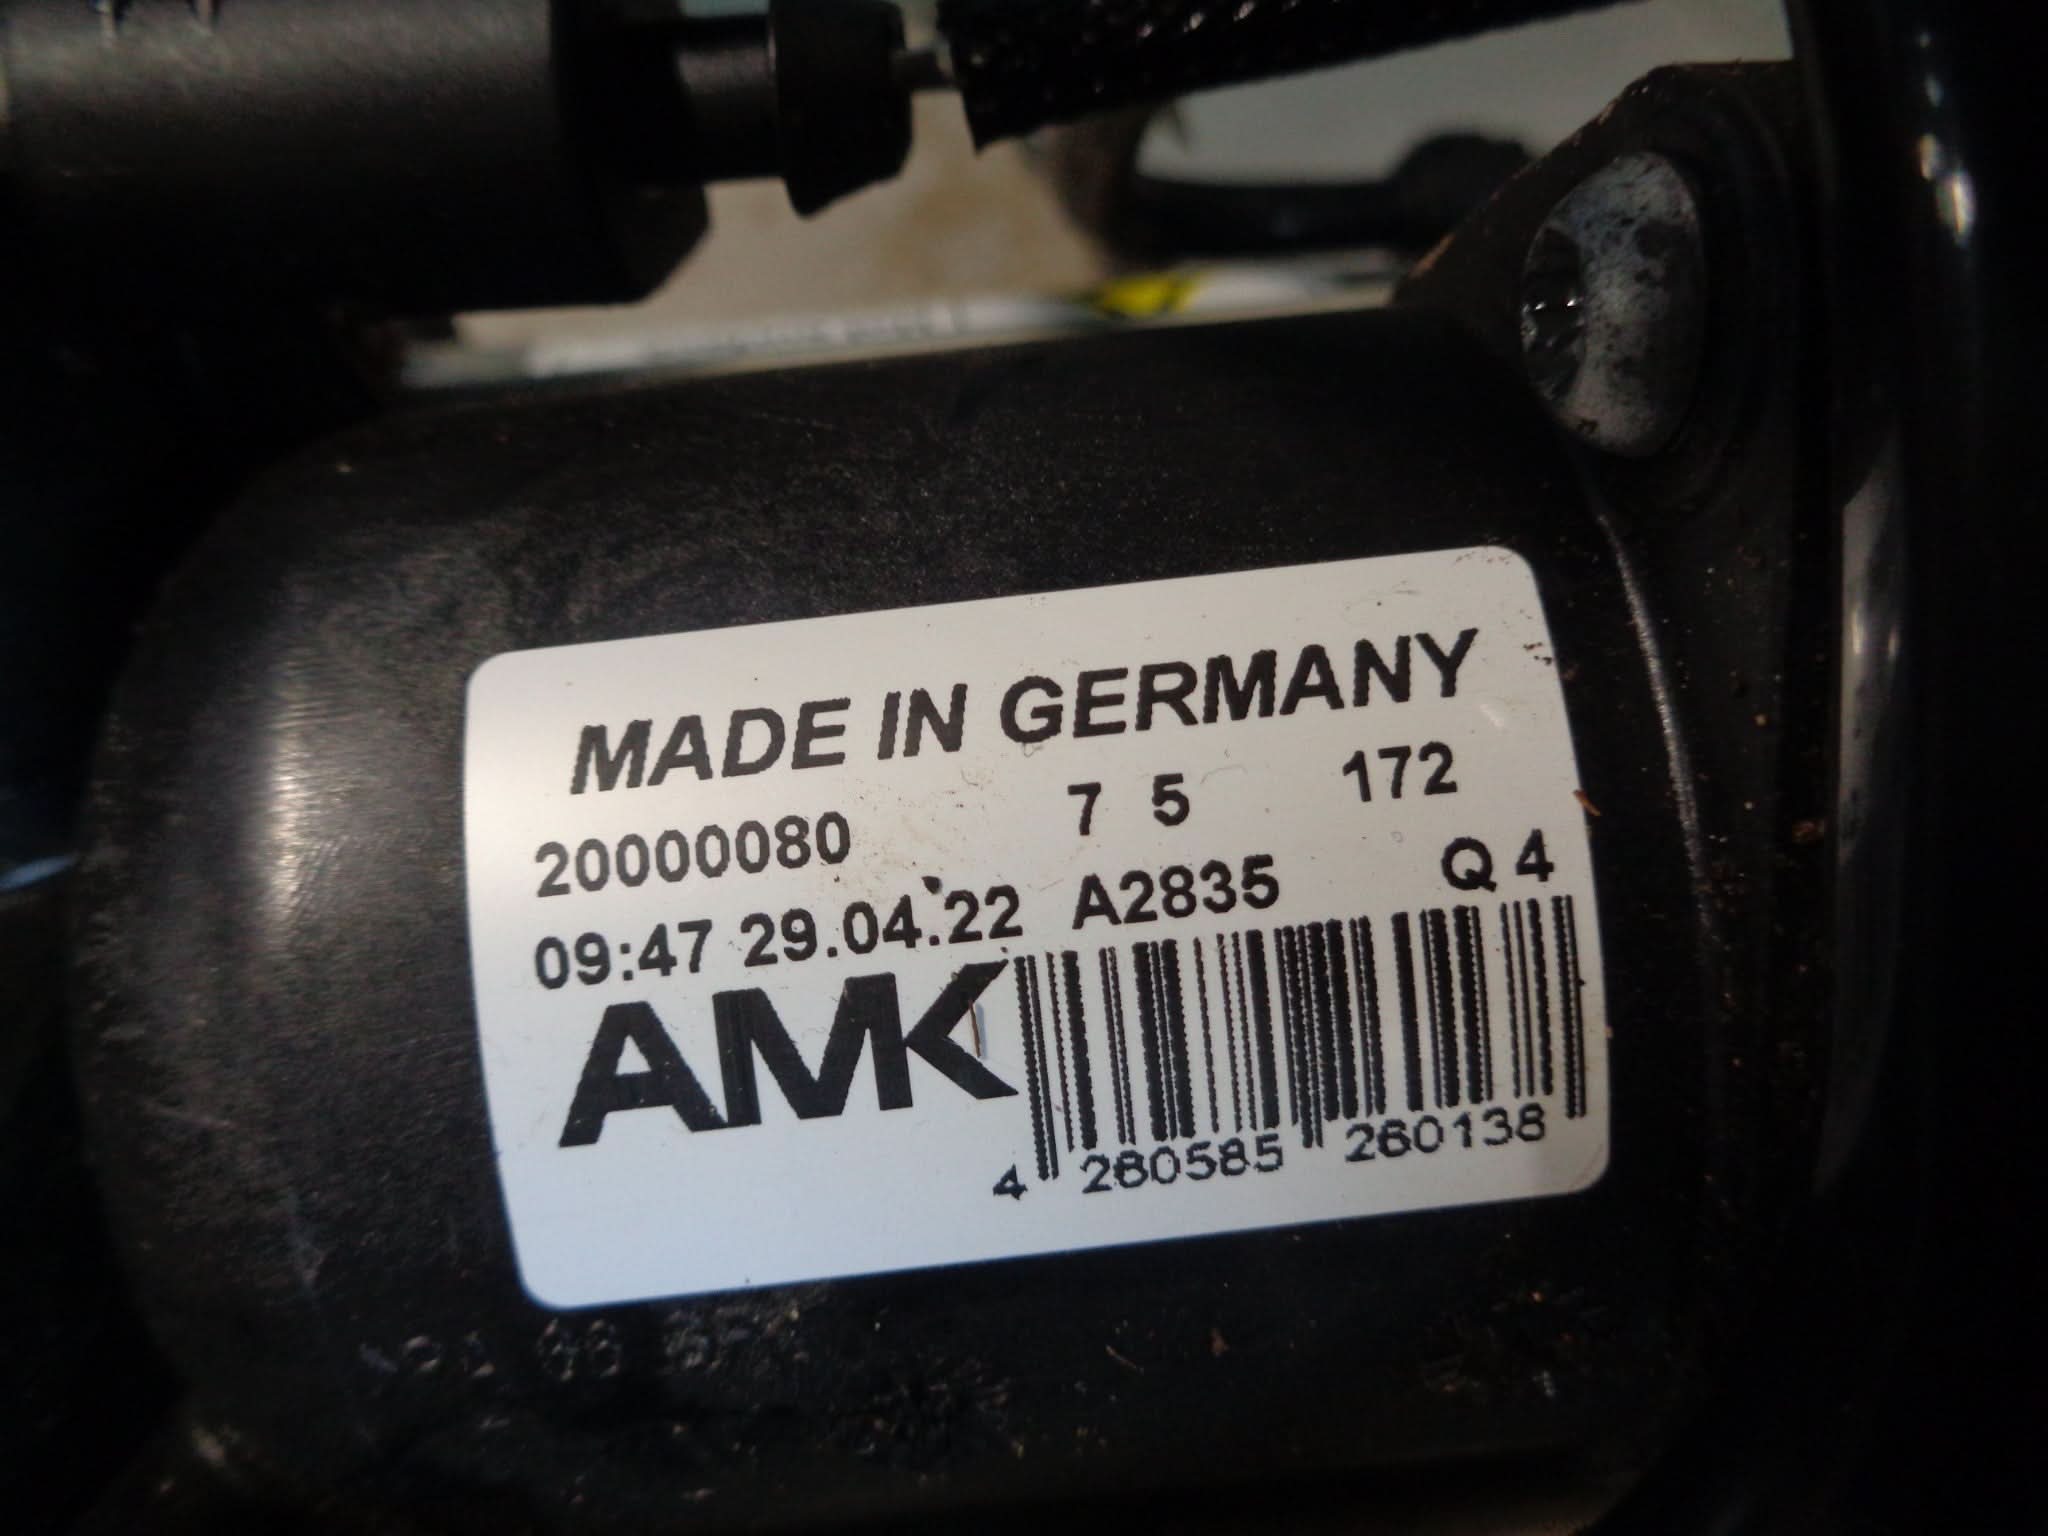 MADE IN GERMANY
20000080 7 5 172
09:47 29.04.22 A2835 Q 4
AMK
4 280585 260138